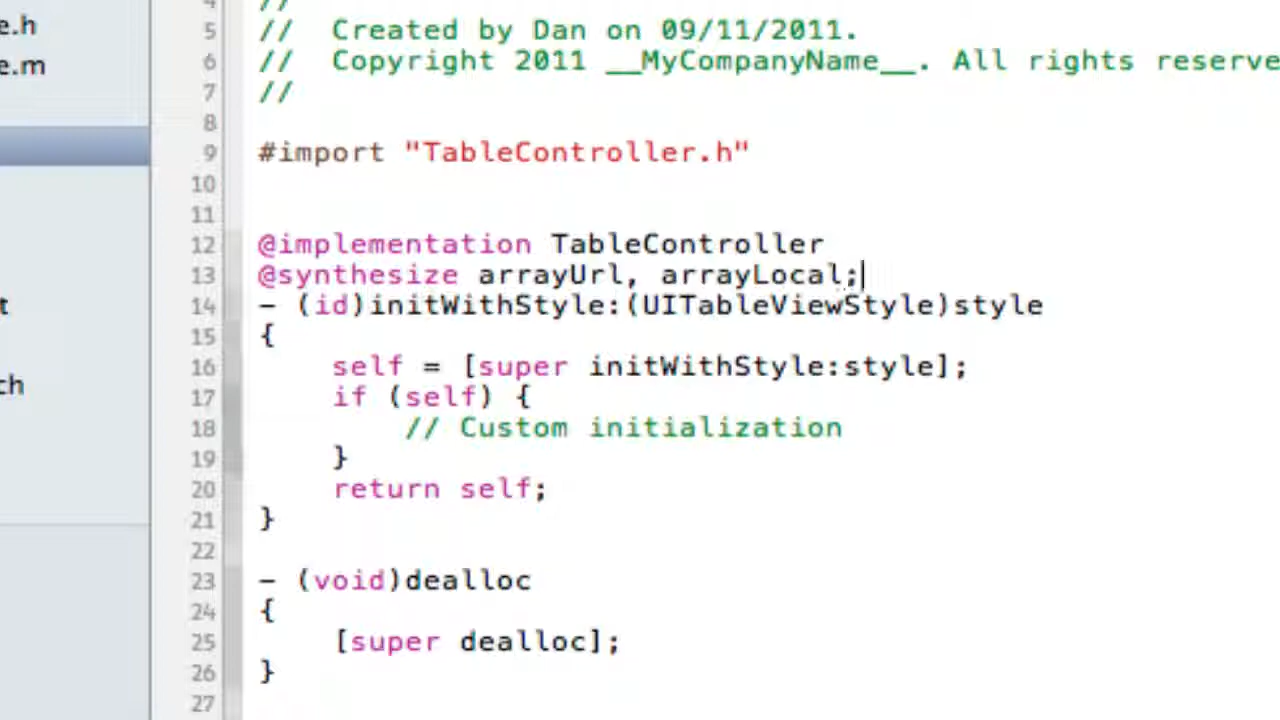 e.h
e.m
t
ch
4 //
5 // Created by Dan on 09/11/2011.
6 // Copyright 2011 __MyCompanyName__. All rights reserve
7 //
8
9 #import "TableController.h"
10
11
12 @implementation TableController
13 @synthesize arrayUrl, arrayLocal;
14 - (id)initWithStyle:(UITableViewStyle)style
15 {
16     self = [super initWithStyle:style];
17     if (self) {
18         // Custom initialization
19     }
20     return self;
21 }
22
23 - (void)dealloc
24 {
25     [super dealloc];
26 }
27